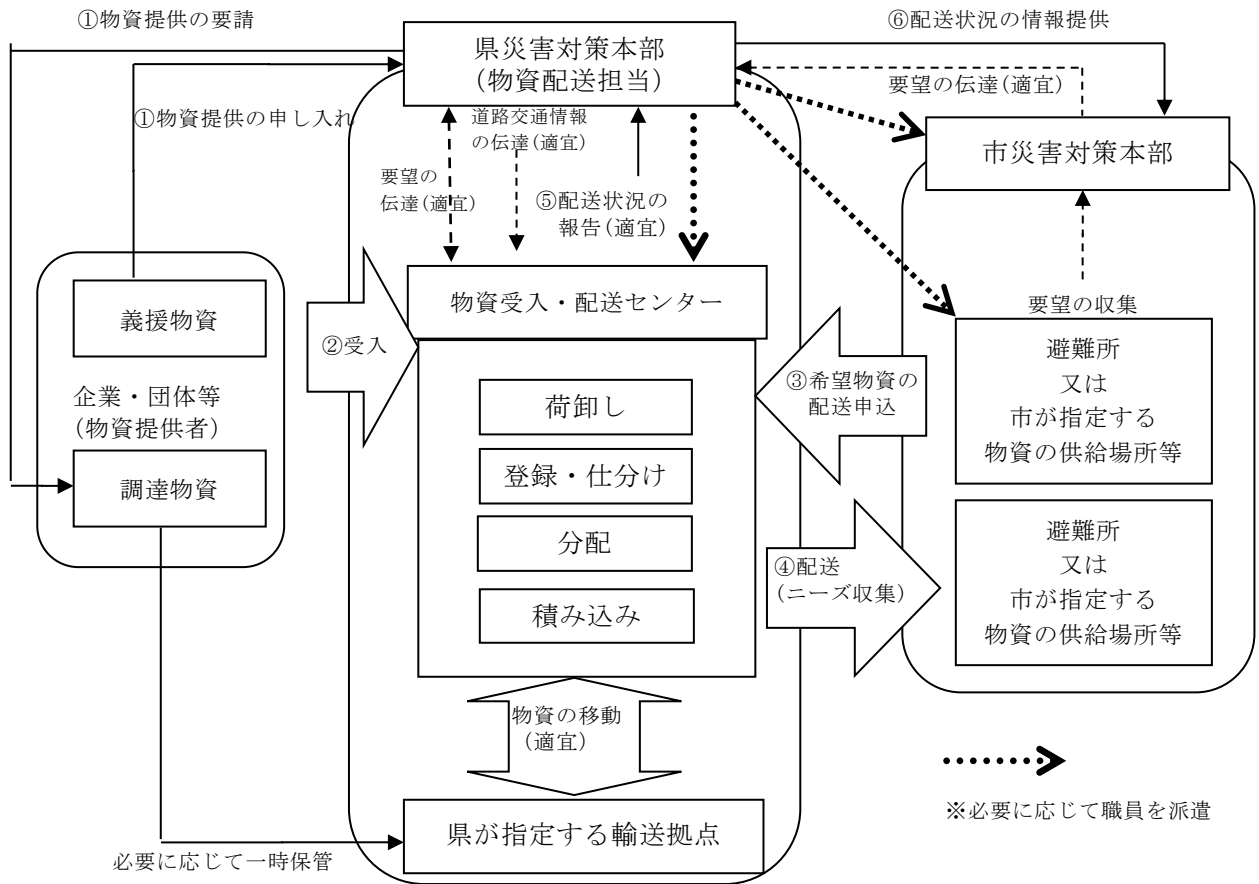 ①物資提供の要請
県災害対策本部
(物資配送担当)
⑥配送状況の情報提供
要望の伝達(適宜)
①物資提供の申し入れ
道路交通情報
の伝達(適宜)
要望の
伝達(適宜)
⑤配送状況の
報告(適宜)
市災害対策本部
要望の収集
義援物資
企業・団体等
(物資提供者)
調達物資
②受入
物資受入・配送センター
荷卸し
登録・仕分け
分配
積み込み
③希望物資の
配送申込
④配送
(ニーズ収集)
避難所
又は
市が指定する
物資の供給場所等
避難所
又は
市が指定する
物資の供給場所等
物資の移動
(適宜)
県が指定する輸送拠点
必要に応じて一時保管
※必要に応じて職員を派遣